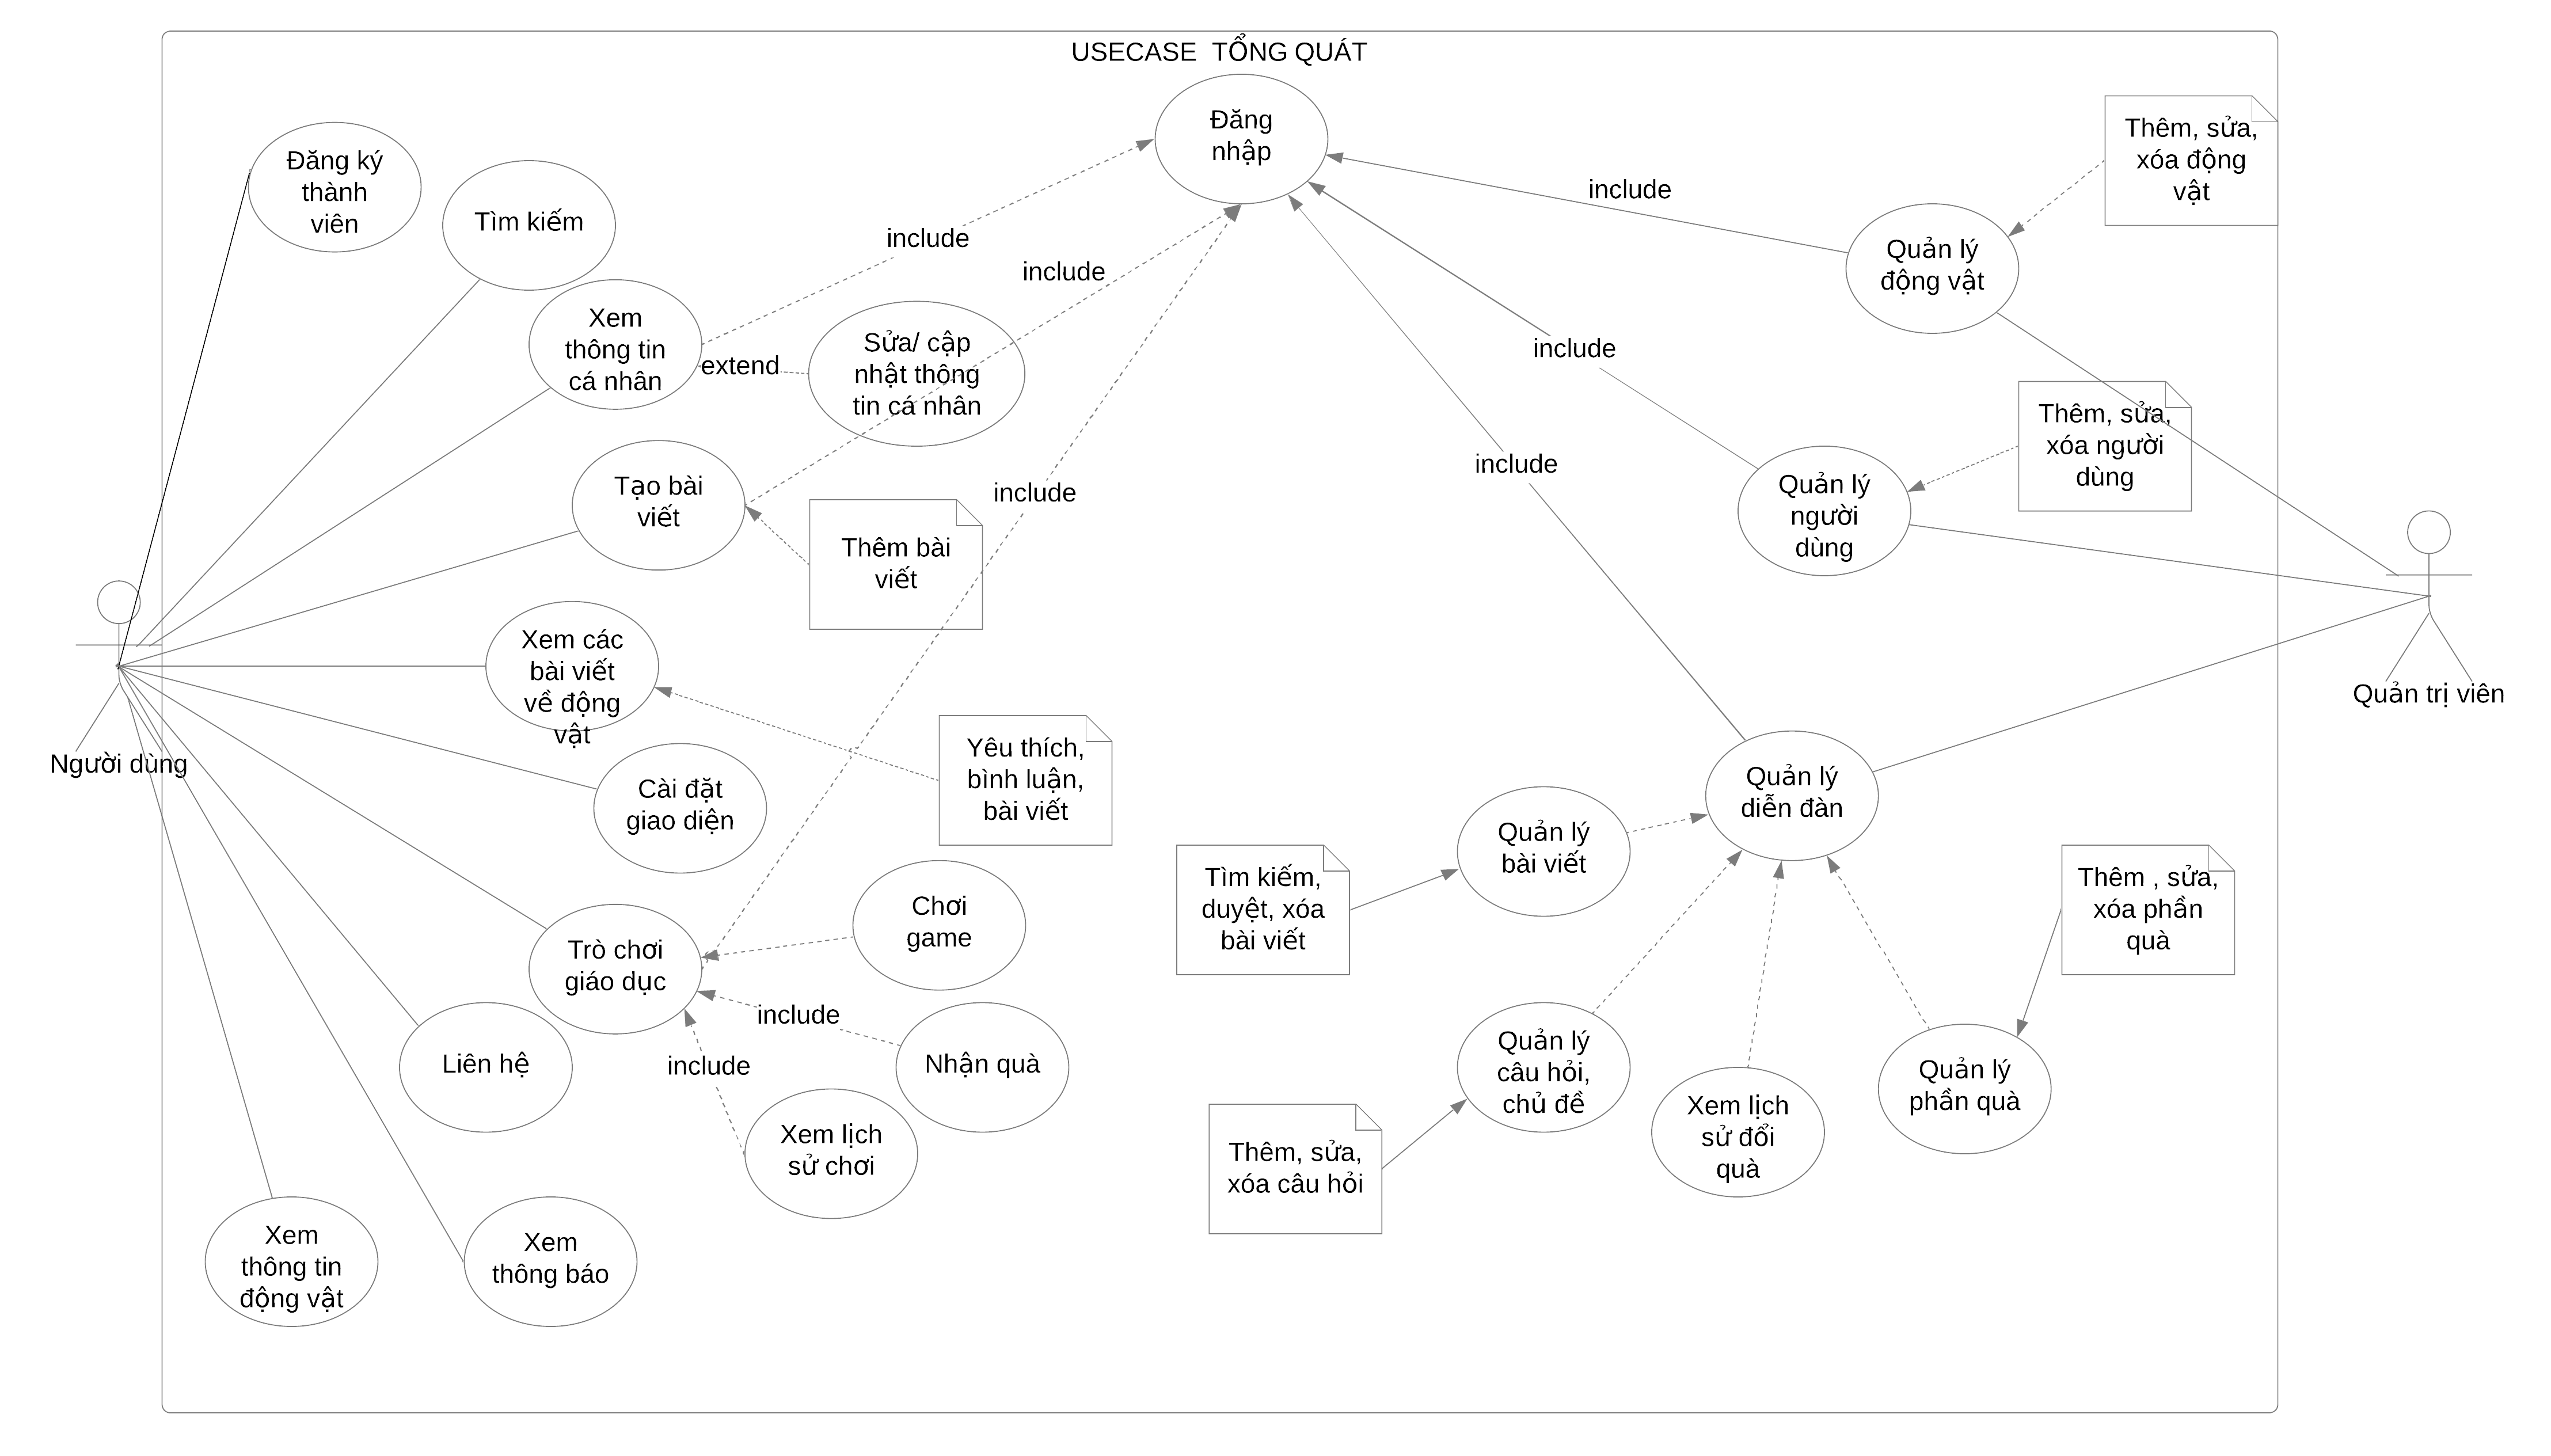 USECASE  TỔNG QUÁT
Đăng
nhập
Đăng ký
thành
viên
Tìm kiếm
Xem
thông tin
cá nhân
include
include
extend
Sửa/ cập
nhật thông
tin cá nhân
Tạo bài
viết
include
Thêm bài
viết
Xem các
bài viết
về động
vật
Người dùng
Yêu thích,
bình luận,
bài viết
Cài đặt
giao diện
Trò chơi
giáo dục
Chơi
game
include
Nhận quà
include
Liên hệ
Xem lịch
sử chơi
Xem
thông tin
động vật
Xem
thông báo
include
Thêm, sửa,
xóa động
vật
Quản lý
động vật
include
Thêm, sửa,
xóa người
dùng
include
Quản lý
người
dùng
Quản trị viên
Quản lý
diễn đàn
Quản lý
bài viết
Tìm kiếm,
duyệt, xóa
bài viết
Thêm , sửa,
xóa phần
quà
Quản lý
câu hỏi,
chủ đề
Quản lý
phần quà
Xem lịch
sử đổi
quà
Thêm, sửa,
xóa câu hỏi